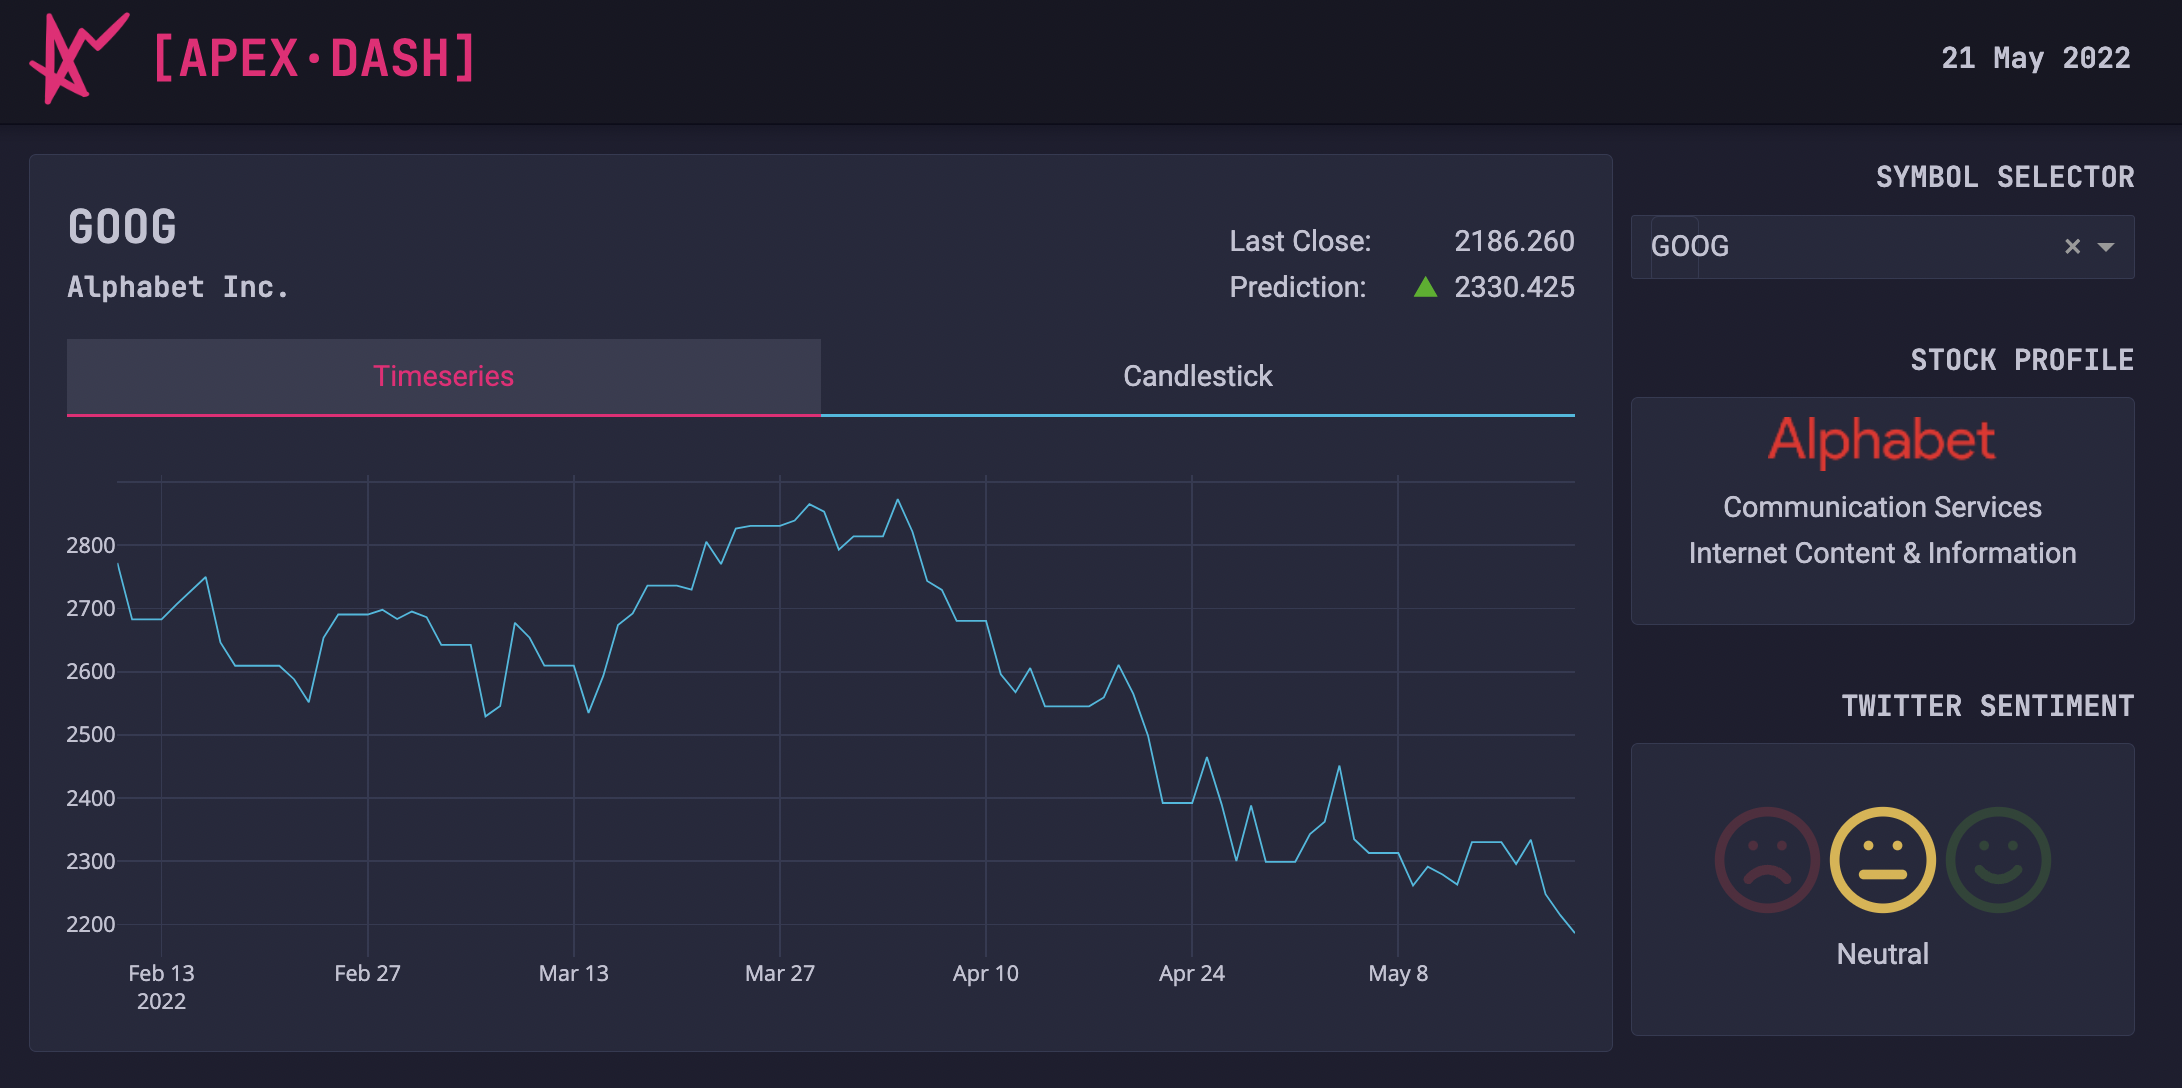 [APEX·DASH]
21 May 2022
GOOG
Alphabet Inc.
Last Close: 2186.260
Prediction: ▲ 2330.425
Timeseries
Candlestick
2800
2700
2600
2500
2400
2300
2200
Feb 13
2022
Feb 27
Mar 13
Mar 27
Apr 10
Apr 24
May 8
SYMBOL SELECTOR
GOOG
×
STOCK PROFILE
Alphabet
Communication Services
Internet Content & Information
TWITTER SENTIMENT
Neutral